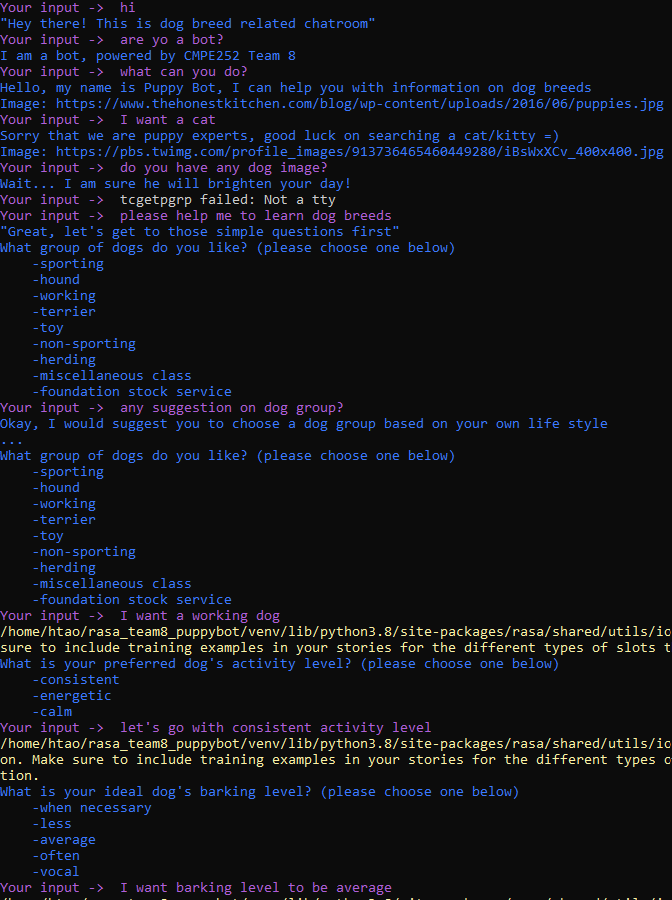 Your input ->  hi
"Hey there! This is dog breed related chatroom"
Your input ->  are yo a bot?
I am a bot, powered by CMPE252 Team 8
Your input ->  what can you do?
Hello, my name is Puppy Bot, I can help you with information on dog breeds
Image: https://www.thehonestkitchen.com/blog/wp-content/uploads/2016/06/puppies.jpg
Your input ->  I want a cat
Sorry that we are puppy experts, good luck on searching a cat/kitty =)
Image: https://pbs.twimg.com/profile_images/913736465460449280/iBsWxXCv_400x400.jpg
Your input ->  do you have any dog image?
Wait... I am sure he will brighten your day!
Your input ->  tcgetpgrp failed: Not a tty
Your input ->  please help me to learn dog breeds
"Great, let's get to those simple questions first"
What group of dogs do you like? (please choose one below)
    -sporting
    -hound
    -working
    -terrier
    -toy
    -non-sporting
    -herding
    -miscellaneous class
    -foundation stock service
Your input ->  any suggestion on dog group?
Okay, I would suggest you to choose a dog group based on your own life style
...
What group of dogs do you like? (please choose one below)
    -sporting
    -hound
    -working
    -terrier
    -toy
    -non-sporting
    -herding
    -miscellaneous class
    -foundation stock service
Your input ->  I want a working dog
/home/htao/rasa_team8_puppybot/venv/lib/python3.8/site-packages/rasa/shared/utils/io
sure to include training examples in your stories for the different types of slots t
What is your preferred dog's activity level? (please choose one below)
    -consistent
    -energetic
    -calm
Your input ->  let's go with consistent activity level
/home/htao/rasa_team8_puppybot/venv/lib/python3.8/site-packages/rasa/shared/utils/io
on. Make sure to include training examples in your stories for the different types o
tion.
What is your ideal dog's barking level? (please choose one below)
    -when necessary
    -less
    -average
    -often
    -vocal
Your input ->  I want barking level to be average